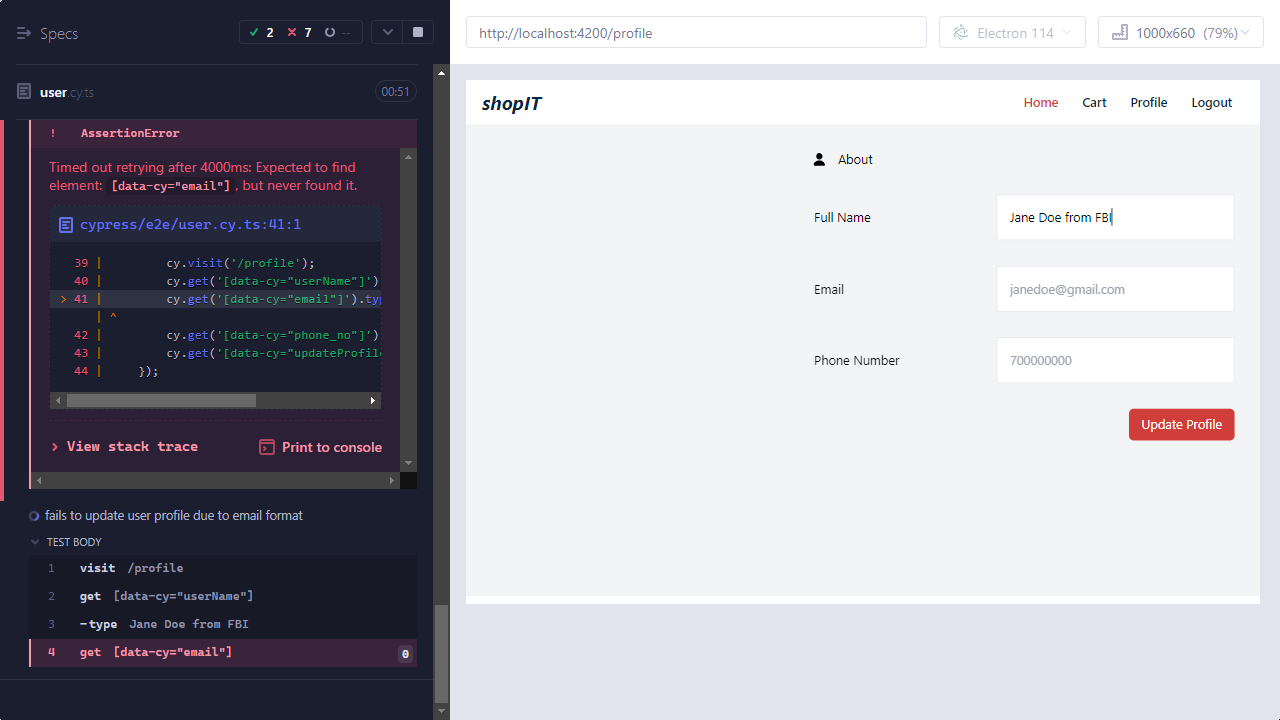 Specs
2
7
--
user.cy.ts
00:51
! AssertionError
Timed out retrying after 4000ms: Expected to find
element: [data-cy="email"], but never found it.
cypress/e2e/user.cy.ts:41:1
39 | cy.visit('/profile');
40 | cy.get('[data-cy="userName"]')
> 41 | cy.get('[data-cy="email"]').typ
| ^
42 | cy.get('[data-cy="phone_no"]')
43 | cy.get('[data-cy="updateProfile
44 | });
> View stack trace
Print to console
fails to update user profile due to email format
TEST BODY
1 visit /profile
2 get [data-cy="userName"]
3 -type Jane Doe from FBI
4 get [data-cy="email"] 0
http://localhost:4200/profile
Electron 114
1000x660 (79%)
shopIT
Home Cart Profile Logout
About
Full Name
Jane Doe from FBI
Email
janedoe@gmail.com
Phone Number
700000000
Update Profile